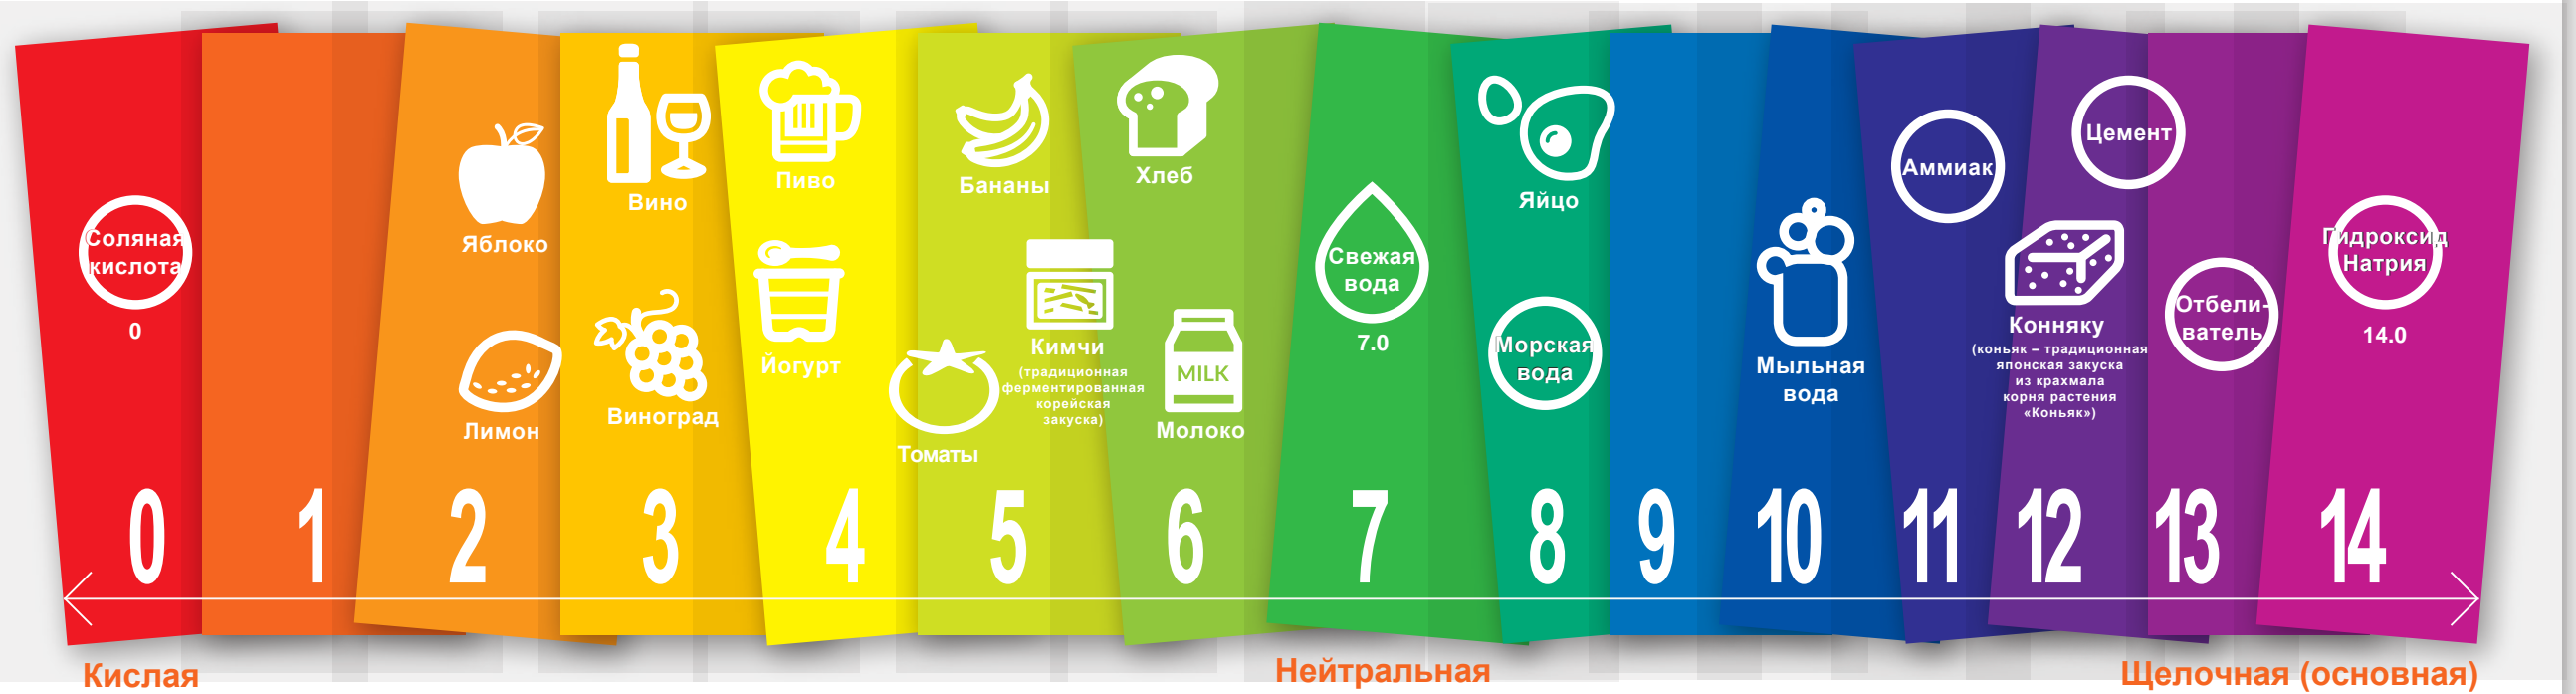 Соляная
кислота
0
Яблоко
Лимон
Вино
Виноград
Пиво
Йогурт
Томаты
Бананы
Кимчи
(традиционная
ферментированная
корейская
закуска)
Хлеб
MILK
Молоко
Свежая
вода
7.0
Яйцо
Морская
вода
Мыльная
вода
Аммиак
Цемент
Конняку
(коньяк – традиционная
японская закуска
из крахмала
корня растения
«Коньяк»)
Отбели-
ватель
Гидроксид
Натрия
14.0
0 1 2 3 4 5 6 7 8 9 10 11 12 13 14
Кислая Нейтральная Щелочная (основная)